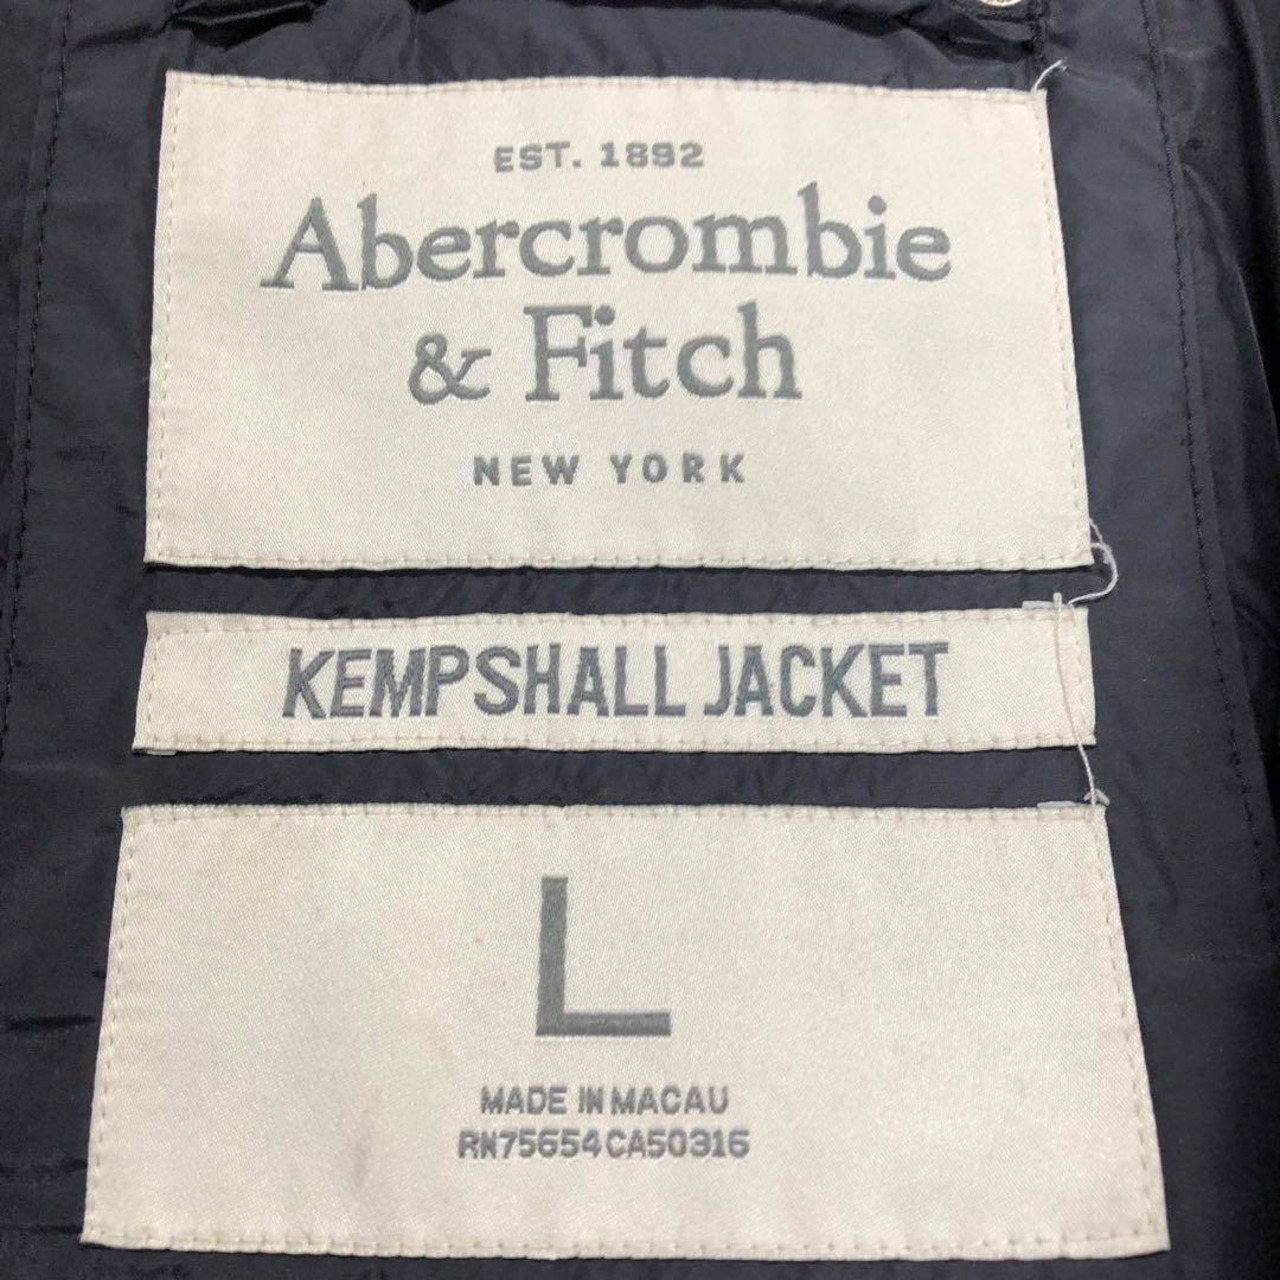 EST. 1892
Abercrombie
& Fitch
NEW YORK
KEMPSHALL JACKET
L
MADE IN MACAU
RN75654CA50316